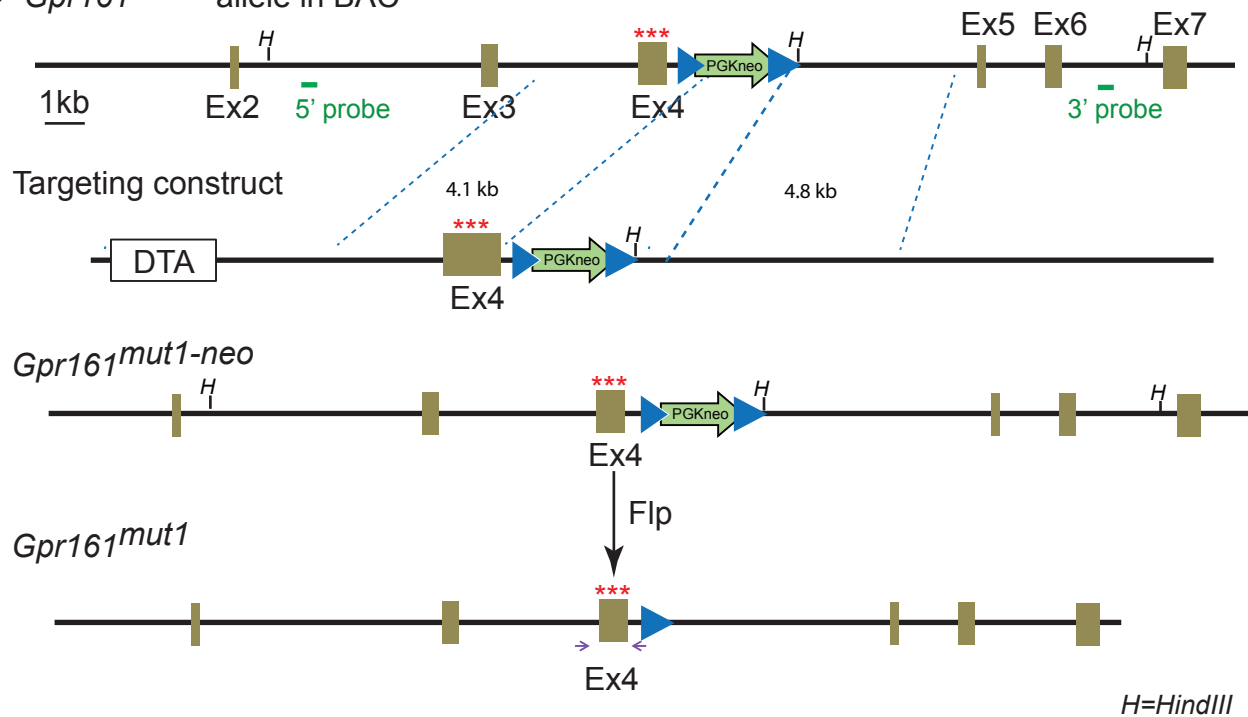 allele in BAC
Ex5 Ex6 Ex7
H *** H H
PGKneo
1kb Ex2 5' probe Ex3 Ex4 3' probe
Targeting construct
4.1 kb 4.8 kb
*** H
DTA PGKneo
Ex4
Gpr161mut1-neo
H *** H H
PGKneo
Ex4
Flp
Gpr161mut1
***
Ex4
H=HindIII